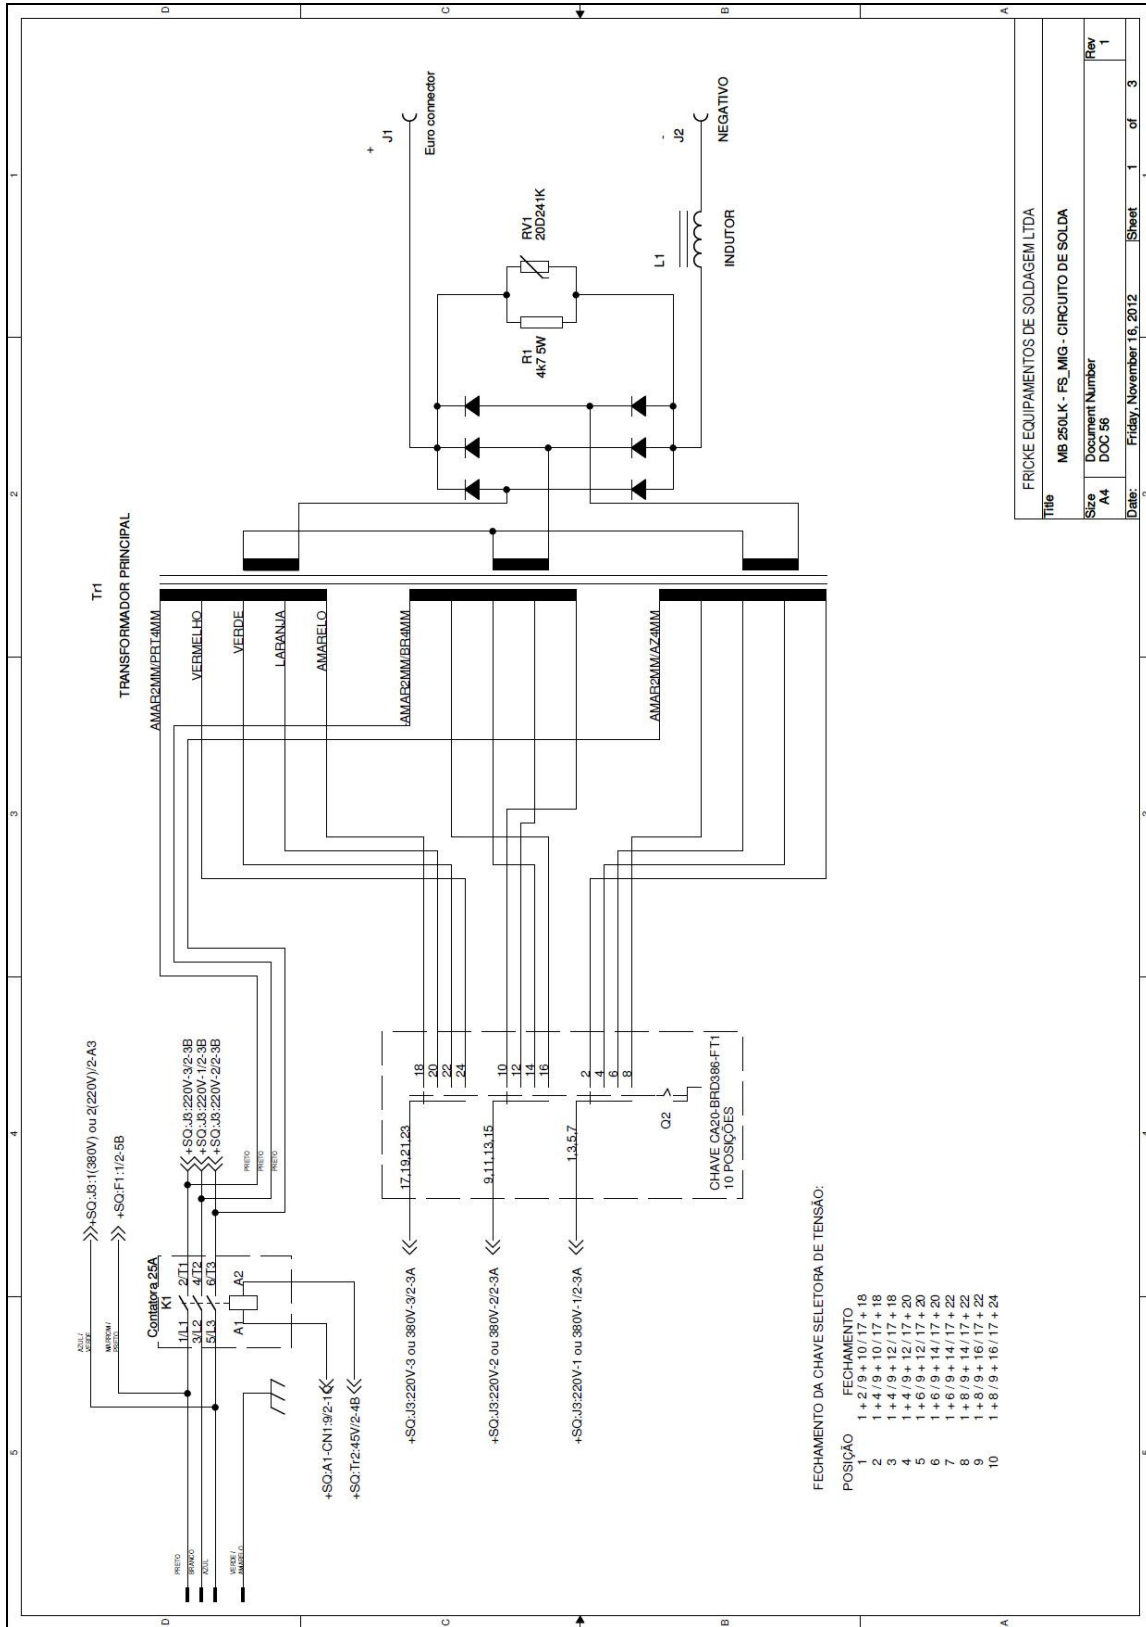 Tr1
TRANSFORMADOR PRINCIPAL
+
J1
Euro connector
-
J2
NEGATIVO
RV1
20D241K
R1
4k7 5W
L1
INDUTOR
AMAR2MM/PRT4MM
VERMELHO
VERDE
LARANJA
AMARELO
AMAR2MM/BR4MM
AMAR2MM/AZ4MM
+SQ:J3:1(380V) ou 2(220V)/2-A3
+SQ:F1:1/2-5B
AZUL /
VERDE
MARROM /
PRETO
+SQ:J3:220V-3/2-3B
+SQ:J3:220V-1/2-3B
+SQ:J3:220V-2/2-3B
PRETO
PRETO
PRETO
Contatora 25A
K1
1/L1 2/T1
3/L2 4/T2
5/L3 6/T3
A1 A2
PRETO
BRANCO
AZUL
VERDE /
AMARELO
+SQ:A1-CN1:9/2-1C
+SQ:Tr2:45V/2-4B
+SQ:J3:220V-3 ou 380V-3/2-3A
+SQ:J3:220V-2 ou 380V-2/2-3A
+SQ:J3:220V-1 ou 380V-1/2-3A
17,19,21,23
9,11,13,15
1,3,5,7
18
20
22
24
10
12
14
16
2
4
6
8
Q2
CHAVE CA20-BRD386-FT1
10 POSIÇÕES
FECHAMENTO DA CHAVE SELETORA DE TENSÃO:
POSIÇÃO FECHAMENTO
1 1 + 2 / 9 + 10 / 17 + 18
2 1 + 4 / 9 + 10 / 17 + 18
3 1 + 4 / 9 + 12 / 17 + 18
4 1 + 4 / 9 + 12 / 17 + 20
5 1 + 6 / 9 + 12 / 17 + 20
6 1 + 6 / 9 + 14 / 17 + 20
7 1 + 6 / 9 + 14 / 17 + 22
8 1 + 8 / 9 + 14 / 17 + 22
9 1 + 8 / 9 + 16 / 17 + 22
10 1 + 8 / 9 + 16 / 17 + 24
FRICKE EQUIPAMENTOS DE SOLDAGEM LTDA
Title
MB 250LK - FS_MIG - CIRCUITO DE SOLDA
Size
A4
Document Number
DOC 56
Rev
1
Date: Friday, November 16, 2012 Sheet 1 of 3
5 4 3 2 1
5 4 3 2 1
D C B A
D C B A